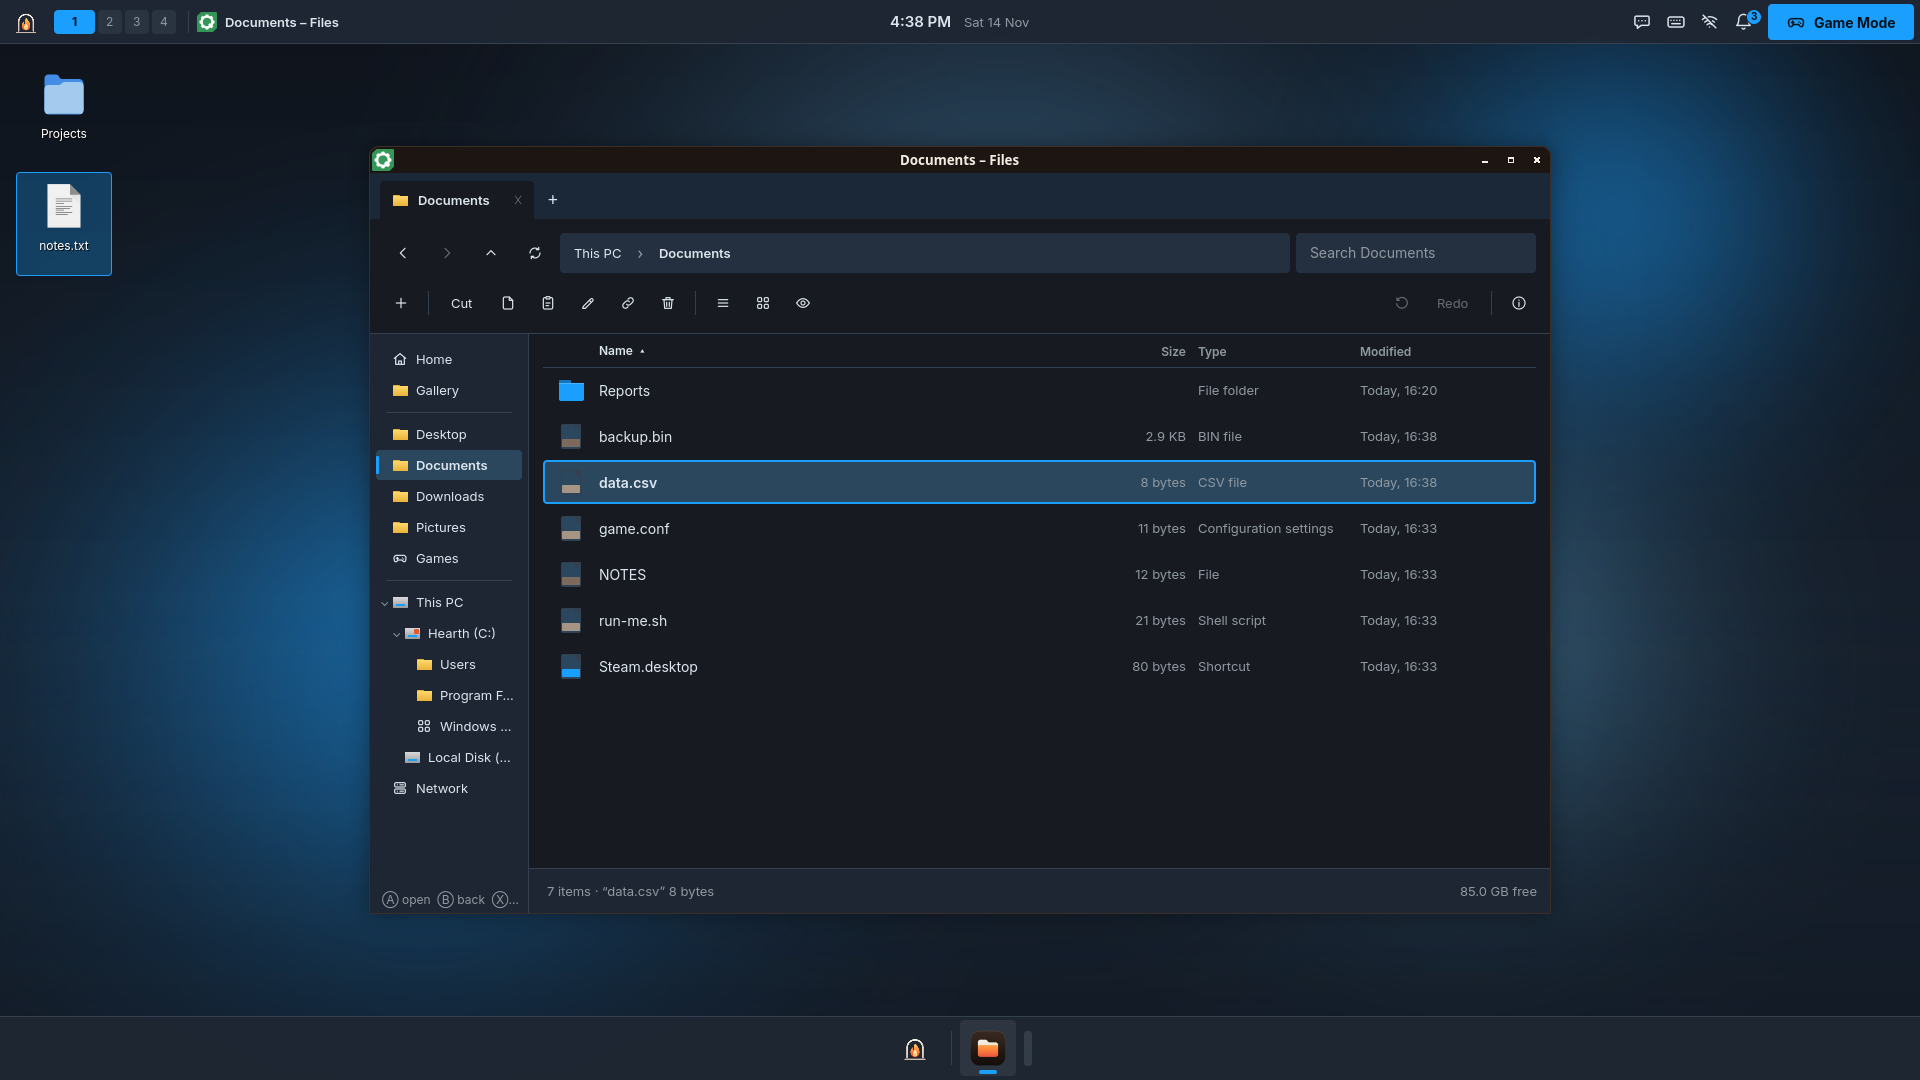 1 2 3 4 Documents – Files
4:38 PM Sat 14 Nov
3 Game Mode
Projects
notes.txt
Documents – Files
Documents X +
This PC › Documents
Search Documents
Cut
Redo
Home
Gallery
Desktop
Documents
Downloads
Pictures
Games
This PC
Hearth (C:)
Users
Program F...
Windows ...
Local Disk (...
Network
A open B back X...
Name Size Type Modified
Reports File folder Today, 16:20
backup.bin 2.9 KB BIN file Today, 16:38
data.csv 8 bytes CSV file Today, 16:38
game.conf 11 bytes Configuration settings Today, 16:33
NOTES 12 bytes File Today, 16:33
run-me.sh 21 bytes Shell script Today, 16:33
Steam.desktop 80 bytes Shortcut Today, 16:33
7 items · “data.csv” 8 bytes
85.0 GB free